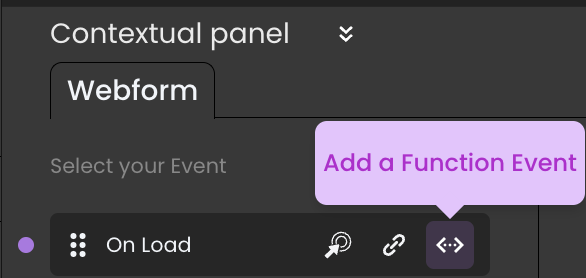 Contextual panel
Webform
Add a Function Event
Select your Event
On Load